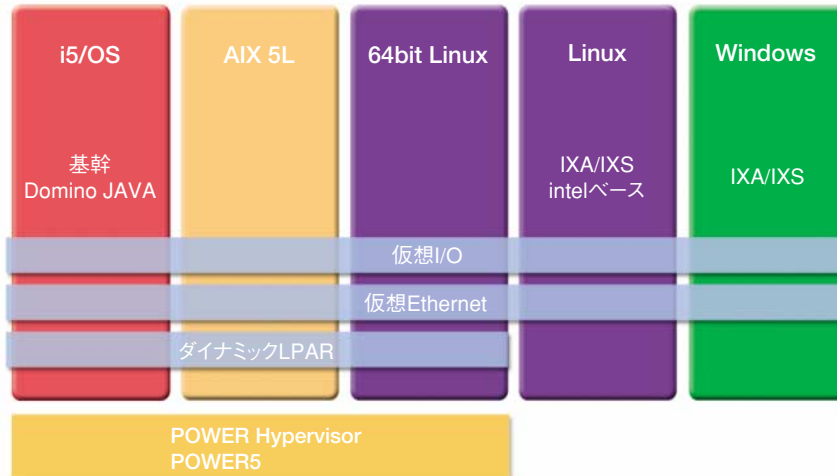 i5/OS
AIX 5L
64bit Linux
Linux
Windows
基幹
Domino JAVA
IXA/IXS
intelベース
IXA/IXS
仮想I/O
仮想Ethernet
ダイナミックLPAR
POWER Hypervisor
POWER5